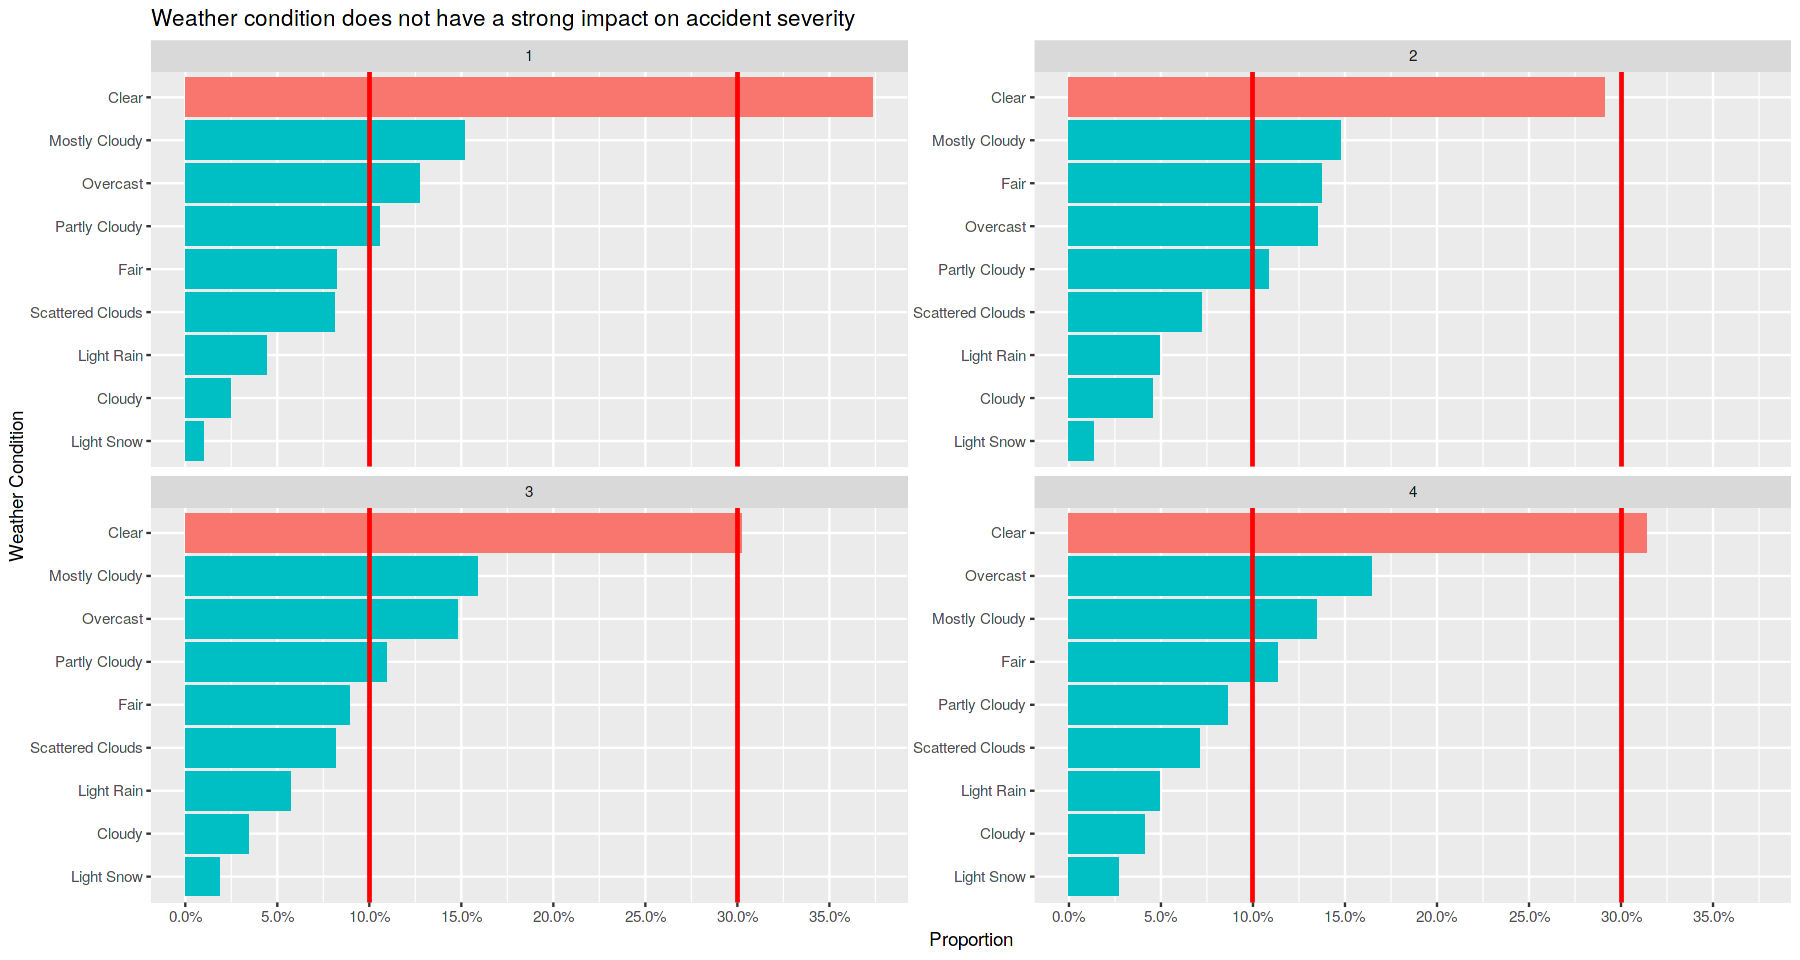 Weather condition does not have a strong impact on accident severity
1
Clear
Mostly Cloudy
Overcast
Partly Cloudy
Fair
Scattered Clouds
Light Rain
Cloudy
Light Snow
2
Clear
Mostly Cloudy
Fair
Overcast
Partly Cloudy
Scattered Clouds
Light Rain
Cloudy
Light Snow
Weather Condition
3
Clear
Mostly Cloudy
Overcast
Partly Cloudy
Fair
Scattered Clouds
Light Rain
Cloudy
Light Snow
0.0% 5.0% 10.0% 15.0% 20.0% 25.0% 30.0% 35.0%
4
Clear
Overcast
Mostly Cloudy
Fair
Partly Cloudy
Scattered Clouds
Light Rain
Cloudy
Light Snow
0.0% 5.0% 10.0% 15.0% 20.0% 25.0% 30.0% 35.0%
Proportion